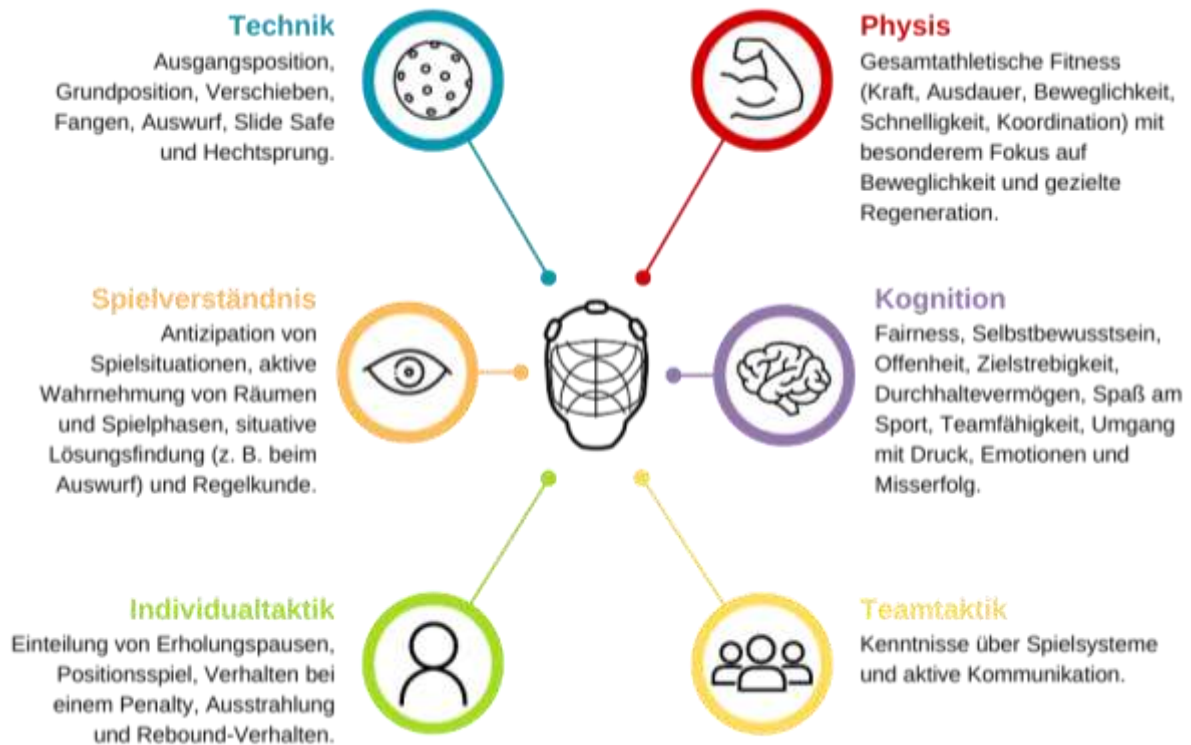 Technik
Ausgangsposition,
Grundposition, Verschieben,
Fangen, Auswurf, Slide Safe
und Hechtsprung.
Physis
Gesamtathletische Fitness
(Kraft, Ausdauer, Beweglichkeit,
Schnelligkeit, Koordination) mit
besonderem Fokus auf
Beweglichkeit und gezielte
Regeneration.
Spielverständnis
Antizipation von
Spielsituationen, aktive
Wahrnehmung von Räumen
und Spielphasen, situative
Lösungsfindung (z. B. beim
Auswurf) und Regelkunde.
Kognition
Fairness, Selbstbewusstsein,
Offenheit, Zielstrebigkeit,
Durchhaltevermögen, Spaß am
Sport, Teamfähigkeit, Umgang
mit Druck, Emotionen und
Misserfolg.
Individualtaktik
Einteilung von Erholungspausen,
Positionsspiel, Verhalten bei
einem Penalty, Ausstrahlung
und Rebound-Verhalten.
Teamtaktik
Kenntnisse über Spielsysteme
und aktive Kommunikation.